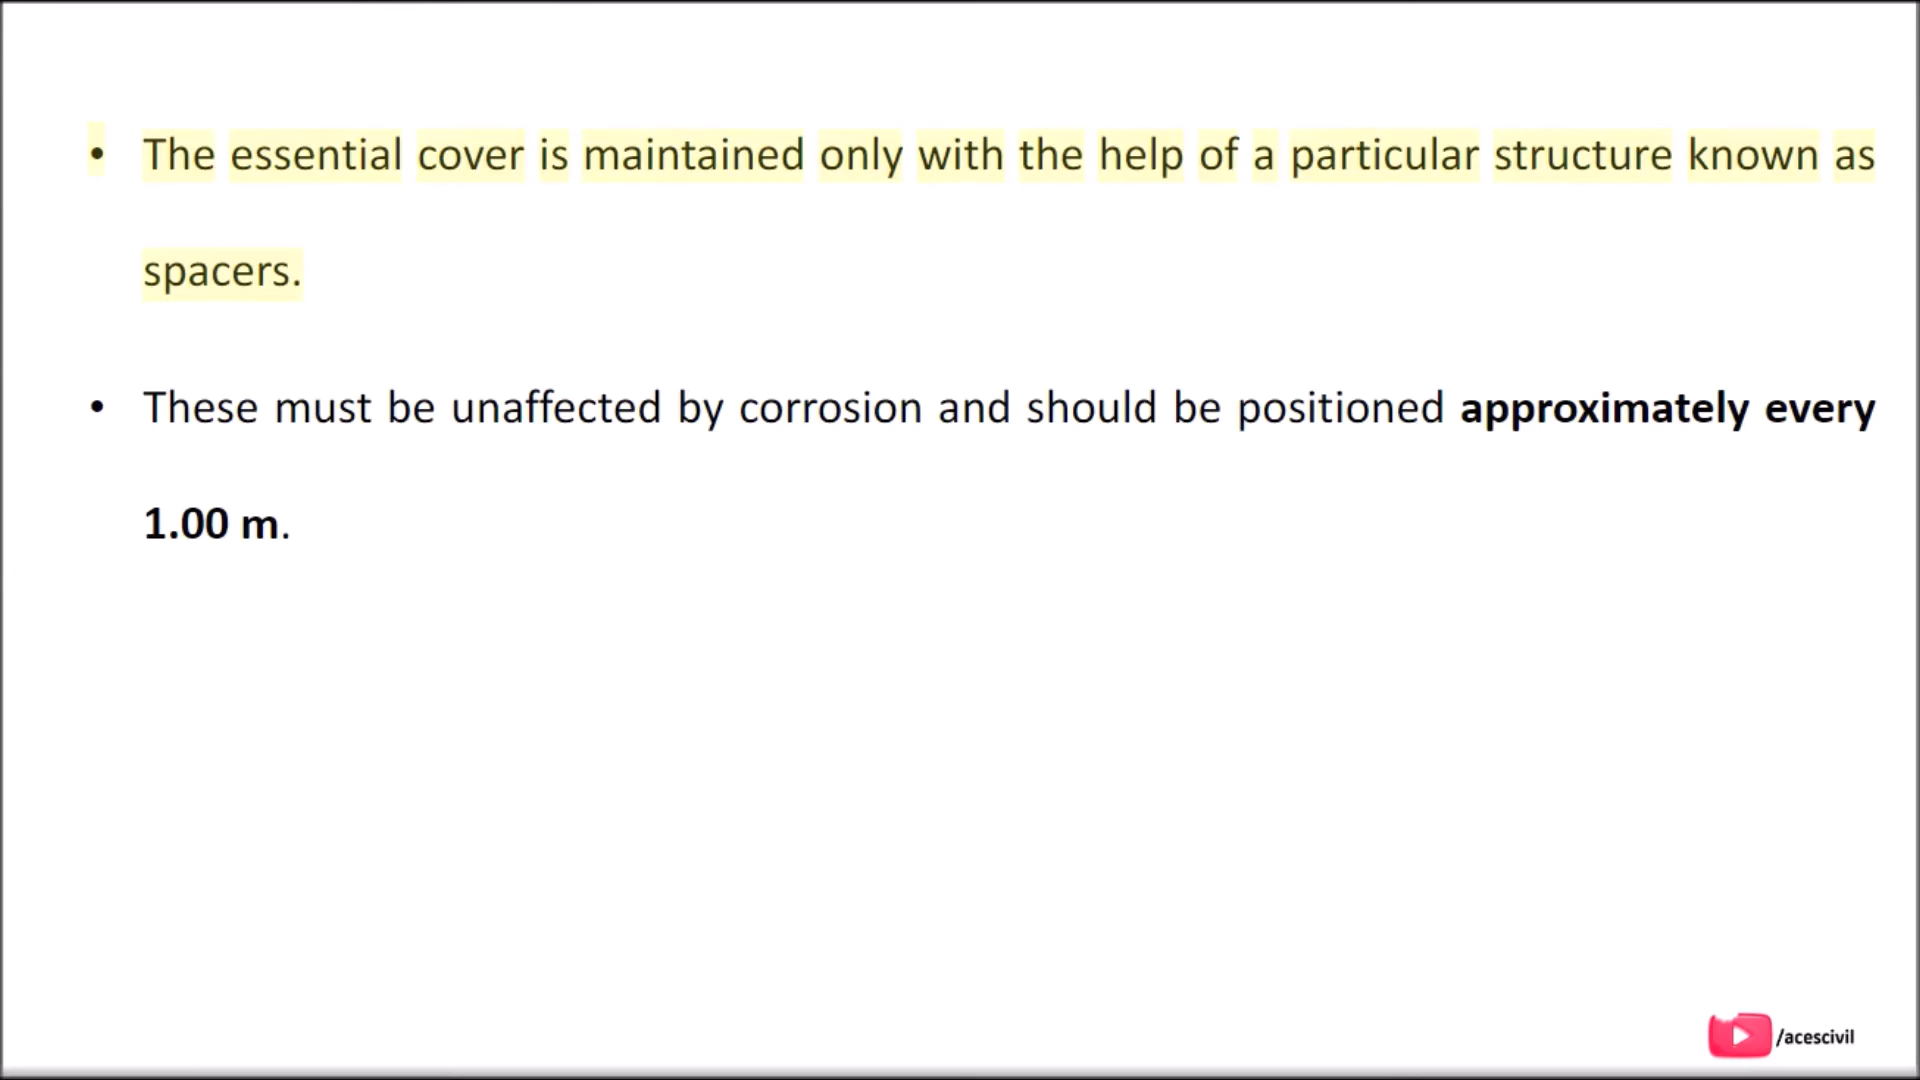 • The essential cover is maintained only with the help of a particular structure known as
spacers.
• These must be unaffected by corrosion and should be positioned approximately every
1.00 m.
/acescivil